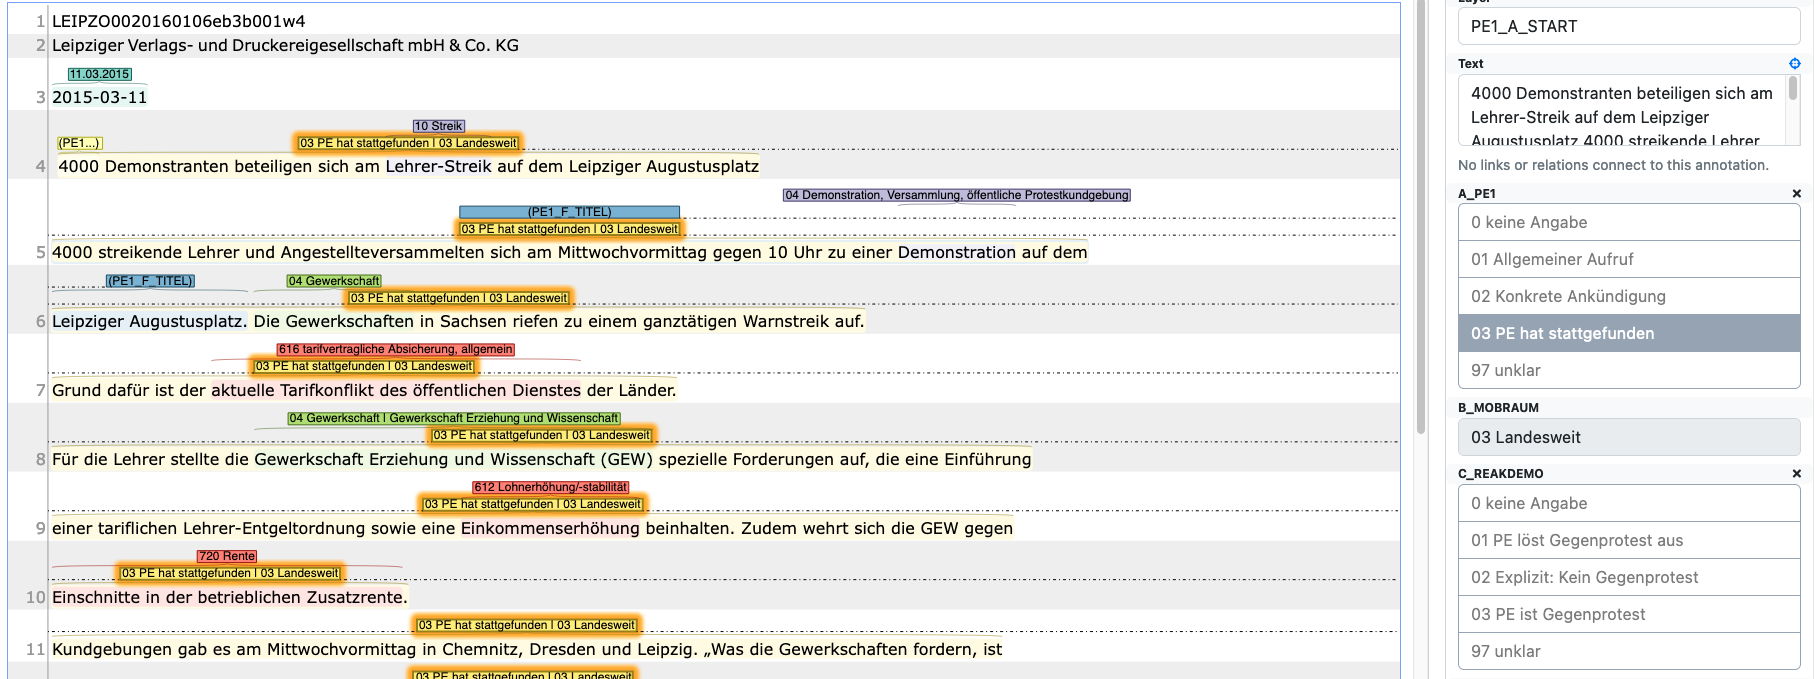 1 LEIPZO0020160106eb3b001w4
2 Leipziger Verlags- und Druckereigesellschaft mbH & Co. KG
11.03.2015
3 2015-03-11
10 Streik
(PE1...) 03 PE hat stattgefunden | 03 Landesweit
4 4000 Demonstranten beteiligen sich am Lehrer-Streik auf dem Leipziger Augustusplatz
04 Demonstration, Versammlung, öffentliche Protestkundgebung
(PE1_F_TITEL)
03 PE hat stattgefunden | 03 Landesweit
5 4000 streikende Lehrer und Angestellteversammelten sich am Mittwochvormittag gegen 10 Uhr zu einer Demonstration auf dem
(PE1_F_TITEL) 04 Gewerkschaft
03 PE hat stattgefunden | 03 Landesweit
6 Leipziger Augustusplatz. Die Gewerkschaften in Sachsen riefen zu einem ganztätigen Warnstreik auf.
616 tarifvertragliche Absicherung, allgemein
03 PE hat stattgefunden | 03 Landesweit
7 Grund dafür ist der aktuelle Tarifkonflikt des öffentlichen Dienstes der Länder.
04 Gewerkschaft | Gewerkschaft Erziehung und Wissenschaft
03 PE hat stattgefunden | 03 Landesweit
8 Für die Lehrer stellte die Gewerkschaft Erziehung und Wissenschaft (GEW) spezielle Forderungen auf, die eine Einführung
612 Lohnerhöhung/-stabilität
03 PE hat stattgefunden | 03 Landesweit
9 einer tariflichen Lehrer-Entgeltordnung sowie eine Einkommenserhöhung beinhalten. Zudem wehrt sich die GEW gegen
720 Rente
03 PE hat stattgefunden | 03 Landesweit
10 Einschnitte in der betrieblichen Zusatzrente.
03 PE hat stattgefunden | 03 Landesweit
11 Kundgebungen gab es am Mittwochvormittag in Chemnitz, Dresden und Leipzig. „Was die Gewerkschaften fordern, ist
03 PE hat stattgefunden | 03 Landesweit
Layer
PE1_A_START
Text
4000 Demonstranten beteiligen sich am
Lehrer-Streik auf dem Leipziger
Augustusplatz 4000 streikende Lehrer
No links or relations connect to this annotation.
A_PE1 ×
0 keine Angabe
01 Allgemeiner Aufruf
02 Konkrete Ankündigung
03 PE hat stattgefunden
97 unklar
B_MOBRAUM
03 Landesweit
C_REAKDEMO ×
0 keine Angabe
01 PE löst Gegenprotest aus
02 Explizit: Kein Gegenprotest
03 PE ist Gegenprotest
97 unklar